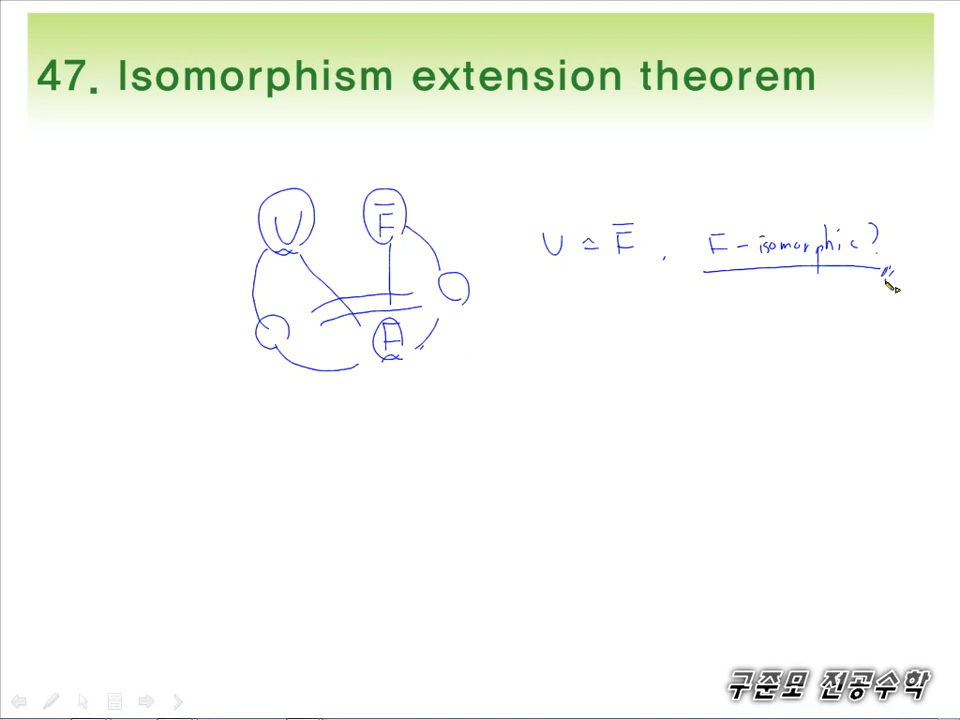 47. Isomorphism extension theorem
U F̅
F
U ≃ F̅ , F - isomorphic?
구준모 전공수학